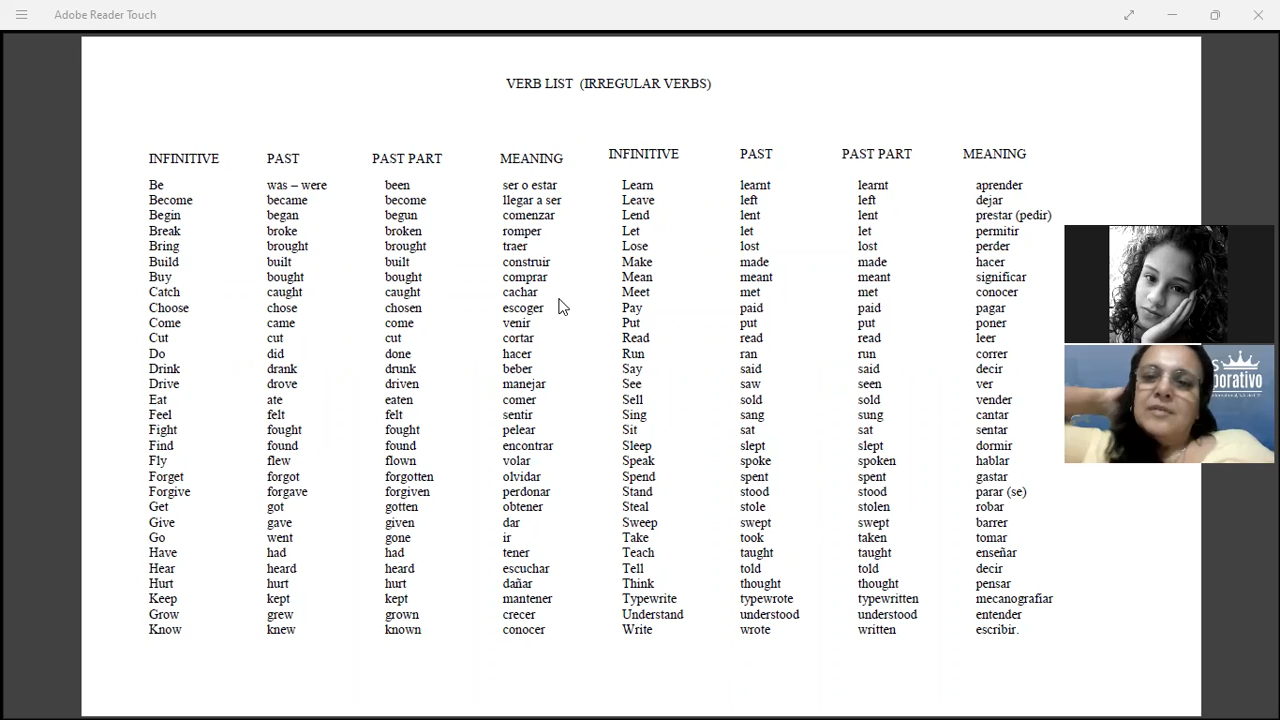 Adobe Reader Touch
VERB LIST (IRREGULAR VERBS)
INFINITIVE PAST PAST PART MEANING INFINITIVE PAST PAST PART MEANING
Be was – were been ser o estar Learn learnt learnt aprender
Become became become llegar a ser Leave left left dejar
Begin began begun comenzar Lend lent lent prestar (pedir)
Break broke broken romper Let let let permitir
Bring brought brought traer Lose lost lost perder
Build built built construir Make made made hacer
Buy bought bought comprar Mean meant meant significar
Catch caught caught cachar Meet met met conocer
Choose chose chosen escoger Pay paid paid pagar
Come came come venir Put put put poner
Cut cut cut cortar Read read read leer
Do did done hacer Run ran run correr
Drink drank drunk beber Say said said decir
Drive drove driven manejar See saw seen ver
Eat ate eaten comer Sell sold sold vender
Feel felt felt sentir Sing sang sung cantar
Fight fought fought pelear Sit sat sat sentar
Find found found encontrar Sleep slept slept dormir
Fly flew flown volar Speak spoke spoken hablar
Forget forgot forgotten olvidar Spend spent spent gastar
Forgive forgave forgiven perdonar Stand stood stood parar (se)
Get got gotten obtener Steal stole stolen robar
Give gave given dar Sweep swept swept barrer
Go went gone ir Take took taken tomar
Have had had tener Teach taught taught enseñar
Hear heard heard escuchar Tell told told decir
Hurt hurt hurt dañar Think thought thought pensar
Keep kept kept mantener Typewrite typewrote typewritten mecanografiar
Grow grew grown crecer Understand understood understood entender
Know knew known conocer Write wrote written escribir.
S
porativo